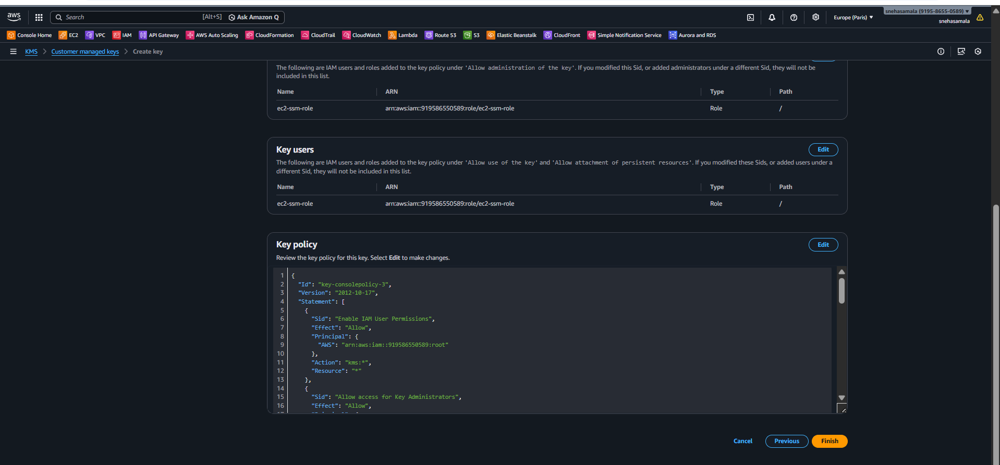 aws
Search [Alt+S] Ask Amazon Q
Europe (Paris) ▼
snehasamala (9195-8655-0589) ▼
snehasamala
Console Home EC2 VPC IAM API Gateway AWS Auto Scaling CloudFormation CloudTrail CloudWatch Lambda Route 53 S3 Elastic Beanstalk CloudFront Simple Notification Service Aurora and RDS
KMS > Customer managed keys > Create key
The following are IAM users and roles added to the key policy under 'Allow administration of the key'. If you modified this Sid, or added administrators under a different Sid, they will not be
included in this list.
Name ARN Type Path
ec2-ssm-role arn:aws:iam::919586550589:role/ec2-ssm-role Role /
Key users
Edit
The following are IAM users and roles added to the key policy under 'Allow use of the key' and 'Allow attachment of persistent resources'. If you modified these Sids, or added users under a
different Sid, they will not be included in this list.
Name ARN Type Path
ec2-ssm-role arn:aws:iam::919586550589:role/ec2-ssm-role Role /
Key policy
Edit
Review the key policy for this key. Select Edit to make changes.
1 {
2 "Id": "key-consolepolicy-3",
3 "Version": "2012-10-17",
4 "Statement": [
5 {
6 "Sid": "Enable IAM User Permissions",
7 "Effect": "Allow",
8 "Principal": {
9 "AWS": "arn:aws:iam::919586550589:root"
10 },
11 "Action": "kms:*",
12 "Resource": "*"
13 },
14 {
15 "Sid": "Allow access for Key Administrators",
16 "Effect": "Allow",
Cancel Previous Finish